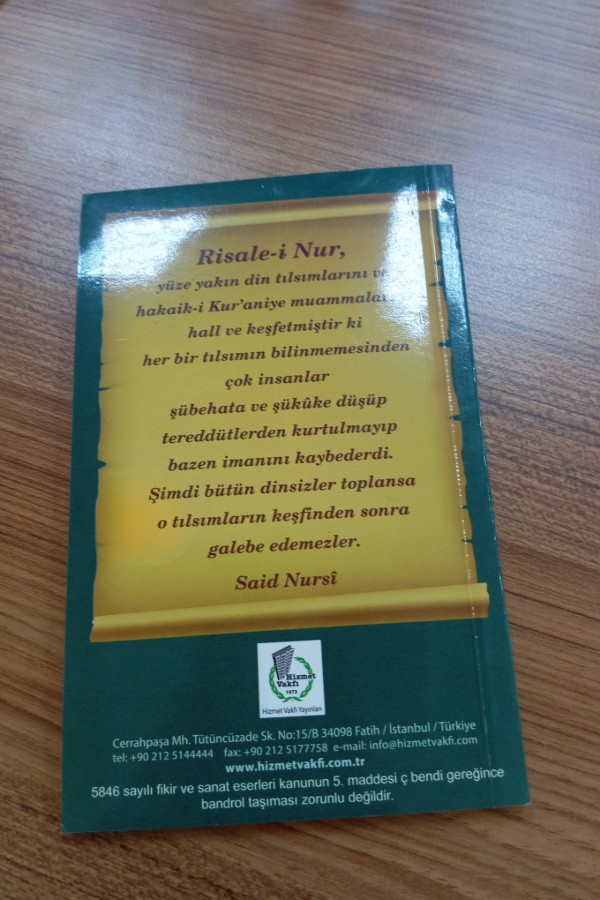 Risale-i Nur,
yüze yakın din tılsımlarını ve
hakaik-i Kur'aniye
hall ve keşfetmiştir ki
her bir tılsımın bilinmemesinden
çok insanlar
şübehata ve şükûke düşüp
tereddütlerden kurtulmayıp
bazen imanını kaybederdi.
Şimdi bütün dinsizler toplansa
o tılsımların keşfinden sonra
galebe edemezler.
Said Nursî
Hizmet
Vakfı
1973
Hizmet Vakfı Yayınları
Cerrahpaşa Mh. Tütüncüzade Sk. No:15/B 34098 Fatih / İstanbul / Türkiye
tel: +90 212 5144444 fax: +90 212 5177758 e-mail: info@hizmetvakfi.com
www.hizmetvakfi.com.tr
5846 sayılı fikir ve sanat eserleri kanunun 5. maddesi ç bendi gereğince
bandrol taşıması zorunlu değildir.